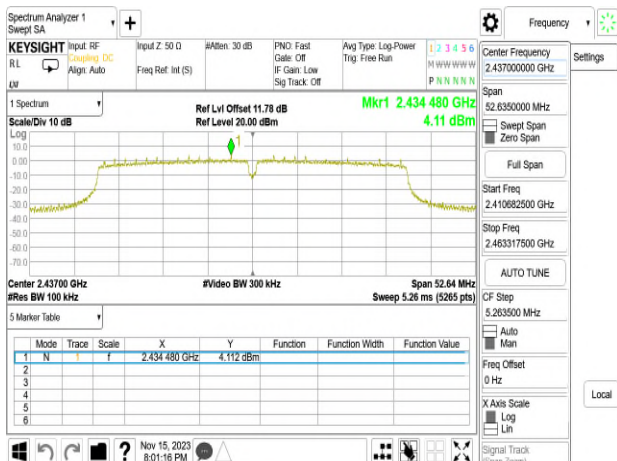 Spectrum Analyzer 1
Swept SA
+
Frequency
KEYSIGHT
RL
Input: RF
Coupling: DC
Align: Auto
Input Z: 50 Ω
Freq Ref: Int (S)
#Atten: 30 dB
PNO: Fast
Gate: Off
IF Gain: Low
Sig Track: Off
Avg Type: Log-Power
Trig: Free Run
1 2 3 4 5 6
M W W W W W
P N N N N N
1 Spectrum
Scale/Div 10 dB
Ref Lvl Offset 11.78 dB
Ref Level 20.00 dBm
Mkr1 2.434 480 GHz
4.11 dBm
Log
10.0
0.00
-10.0
-20.0
-30.0
-40.0
-50.0
-60.0
-70.0
1
Center 2.43700 GHz
#Res BW 100 kHz
#Video BW 300 kHz
Span 52.64 MHz
Sweep 5.26 ms (5265 pts)
5 Marker Table
Mode Trace Scale X Y Function Function Width Function Value
1 N 1 f 2.434 480 GHz 4.112 dBm
2
3
4
5
6
?
Nov 15, 2023
8:01:16 PM
Center Frequency
2.437000000 GHz
Settings
Span
52.6350000 MHz
Swept Span
Zero Span
Full Span
Start Freq
2.410682500 GHz
Stop Freq
2.463317500 GHz
AUTO TUNE
CF Step
5.263500 MHz
Auto
Man
Freq Offset
0 Hz
X Axis Scale
Log
Lin
Local
Signal Track